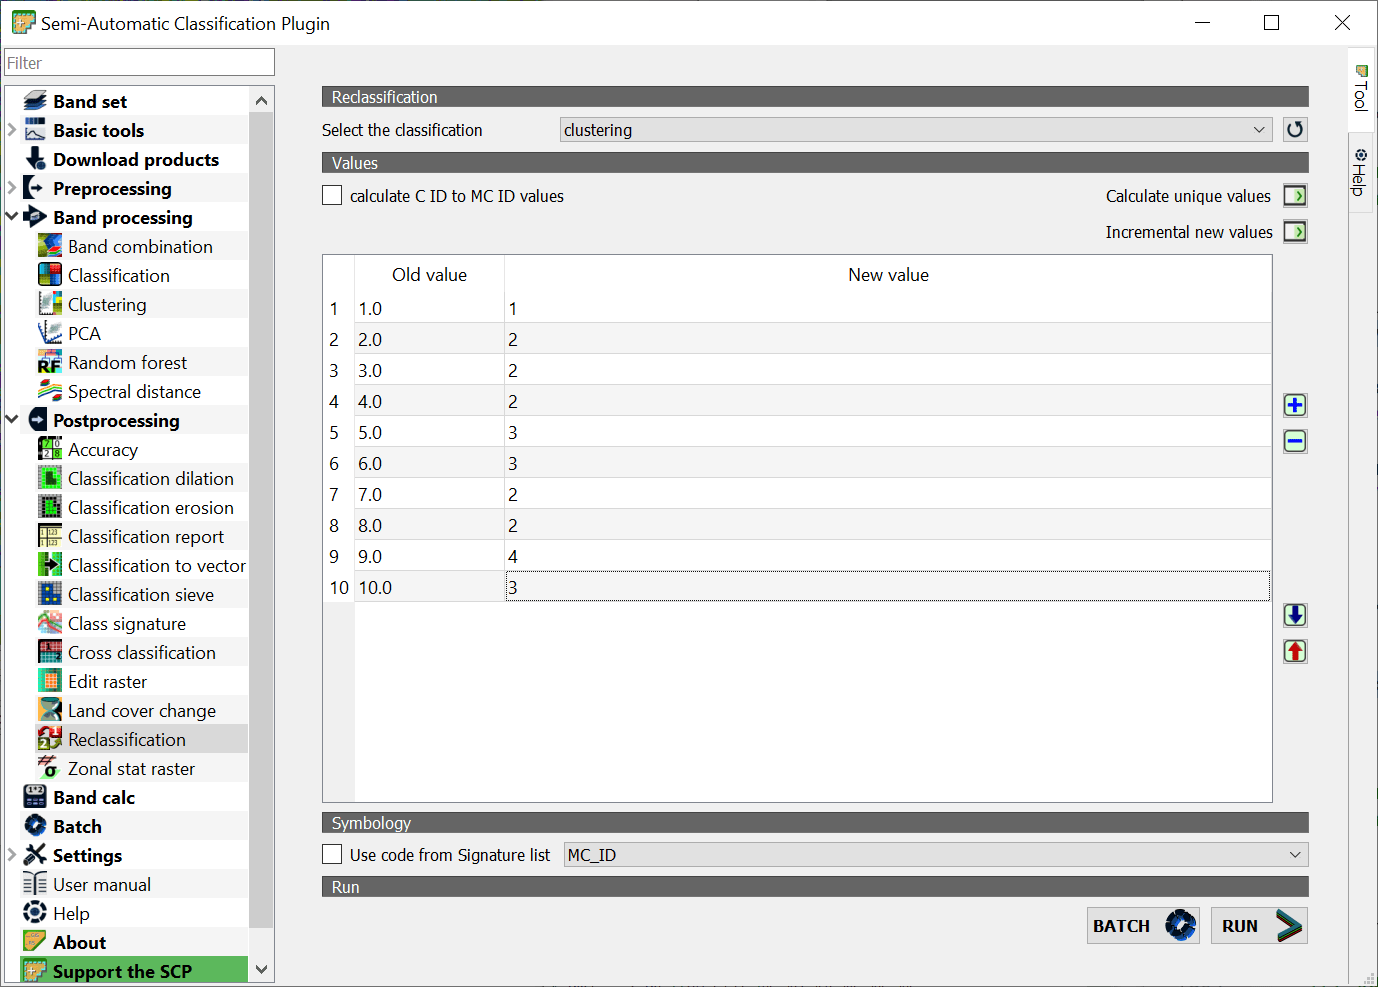 Semi-Automatic Classification Plugin
Filter
Band set
Basic tools
Download products
Preprocessing
Band processing
Band combination
Classification
Clustering
PCA
RF Random forest
Spectral distance
Postprocessing
Accuracy
Classification dilation
Classification erosion
Classification report
Classification to vector
Classification sieve
Class signature
Cross classification
Edit raster
Land cover change
Reclassification
Zonal stat raster
Band calc
Batch
Settings
User manual
Help
About
Support the SCP
Reclassification
Select the classification clustering
Values
calculate C ID to MC ID values Calculate unique values
Incremental new values
Old value New value
1 1.0 1
2 2.0 2
3 3.0 2
4 4.0 2
5 5.0 3
6 6.0 3
7 7.0 2
8 8.0 2
9 9.0 4
10 10.0 3
Symbology
Use code from Signature list MC_ID
Run
BATCH RUN
Tool
Help